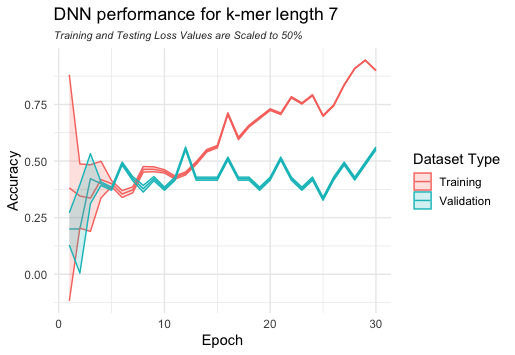 DNN performance for k-mer length 7
Training and Testing Loss Values are Scaled to 50%
Accuracy
0.75
0.50
0.25
0.00
0
10
20
30
Epoch
Dataset Type
Training
Validation